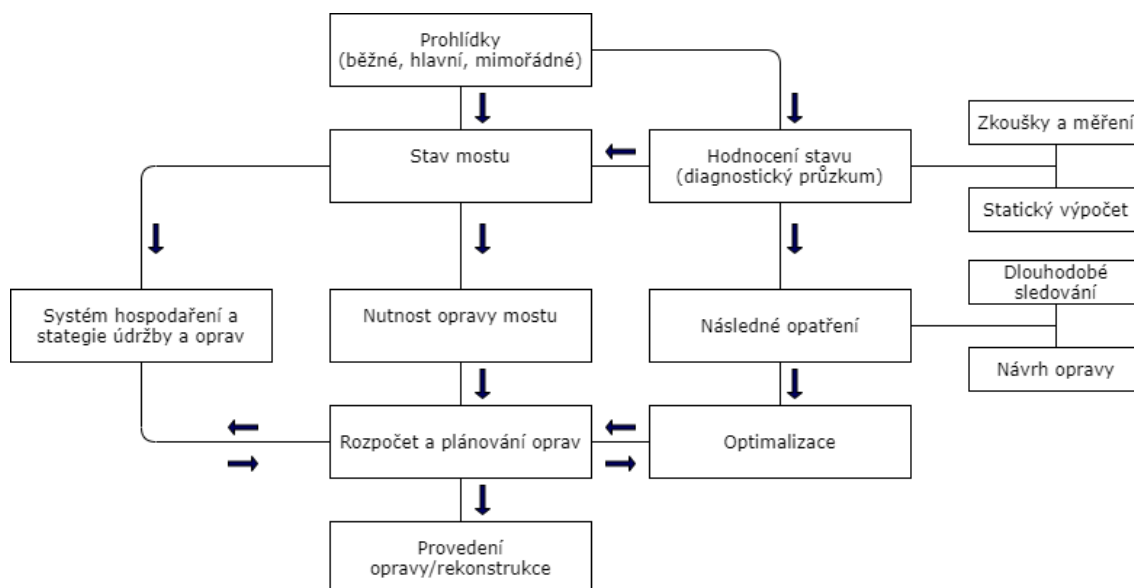 Prohlídky
(běžné, hlavní, mimořádné)
Zkoušky a měření
Stav mostu
Hodnocení stavu
(diagnostický průzkum)
Statický výpočet
Dlouhodobé
sledování
Systém hospodaření a
stategie údržby a oprav
Nutnost opravy mostu
Následné opatření
Návrh opravy
Rozpočet a plánování oprav
Optimalizace
Provedení
opravy/rekonstrukce